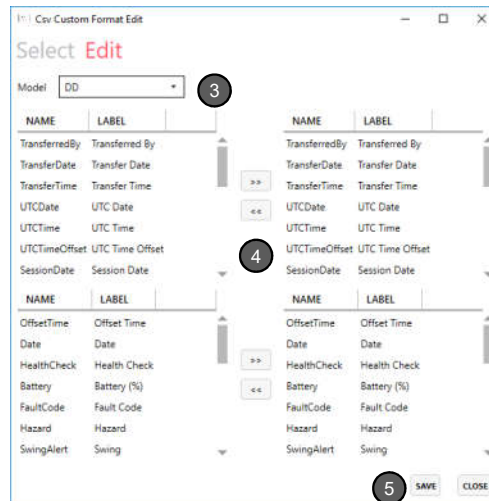 Csv Custom Format Edit
Select Edit
Model DD 3
NAME LABEL NAME LABEL
TransferredBy Transferred By TransferredBy Transferred By
TransferDate Transfer Date TransferDate Transfer Date
TransferTime Transfer Time >> TransferTime Transfer Time
UTCDate UTC Date << UTCDate UTC Date
UTCTime UTC Time UTCTime UTC Time
UTCTimeOffset UTC Time Offset 4 UTCTimeOffset UTC Time Offset
SessionDate Session Date SessionDate Session Date
NAME LABEL NAME LABEL
OffsetTime Offset Time OffsetTime Offset Time
Date Date Date Date
HealthCheck Health Check >> HealthCheck Health Check
Battery Battery (%) << Battery Battery (%)
FaultCode Fault Code FaultCode Fault Code
Hazard Hazard Hazard Hazard
SwingAlert Swing SwingAlert Swing
5 SAVE CLOSE